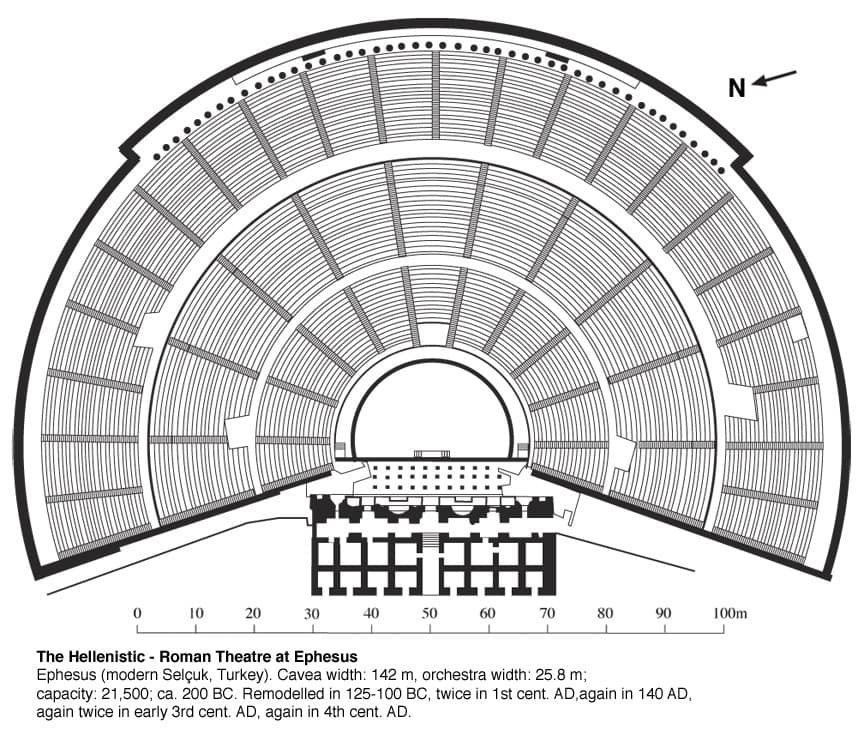 N
0 10 20 30 40 50 60 70 80 90 100m
The Hellenistic - Roman Theatre at Ephesus
Ephesus (modern Selçuk, Turkey). Cavea width: 142 m, orchestra width: 25.8 m;
capacity: 21,500; ca. 200 BC. Remodelled in 125-100 BC, twice in 1st cent. AD,again in 140 AD,
again twice in early 3rd cent. AD, again in 4th cent. AD.